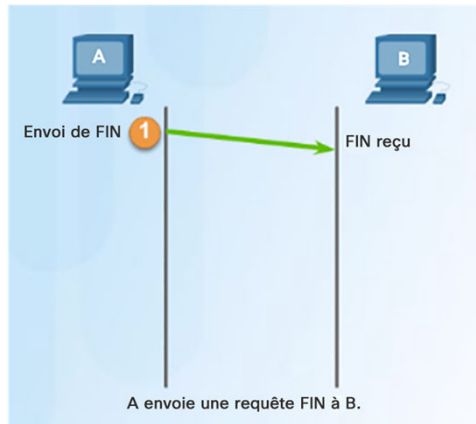 A
B
Envoi de FIN
1
FIN reçu
A envoie une requête FIN à B.